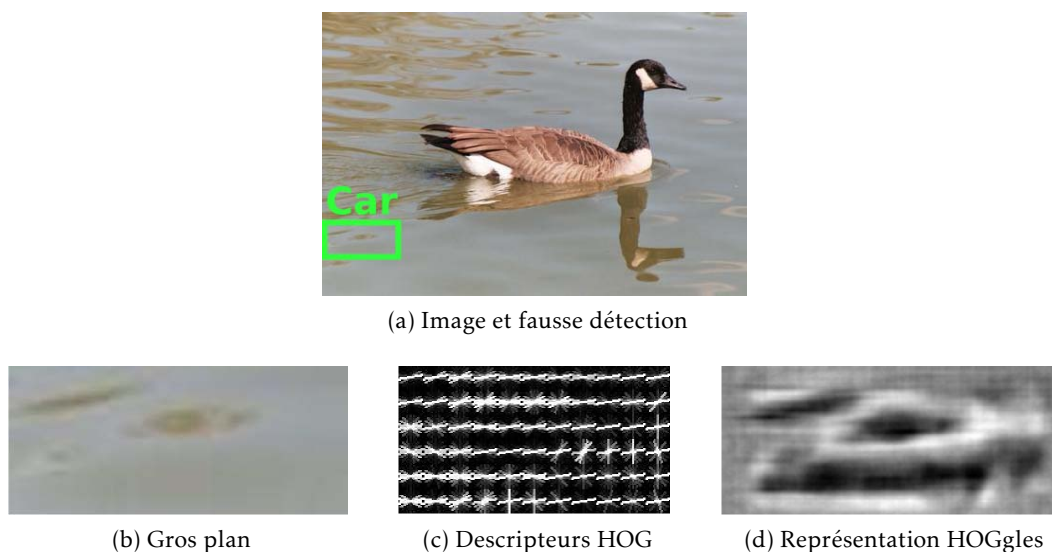 Car
(a) Image et fausse détection
(b) Gros plan
(c) Descripteurs HOG
(d) Représentation HOGgles